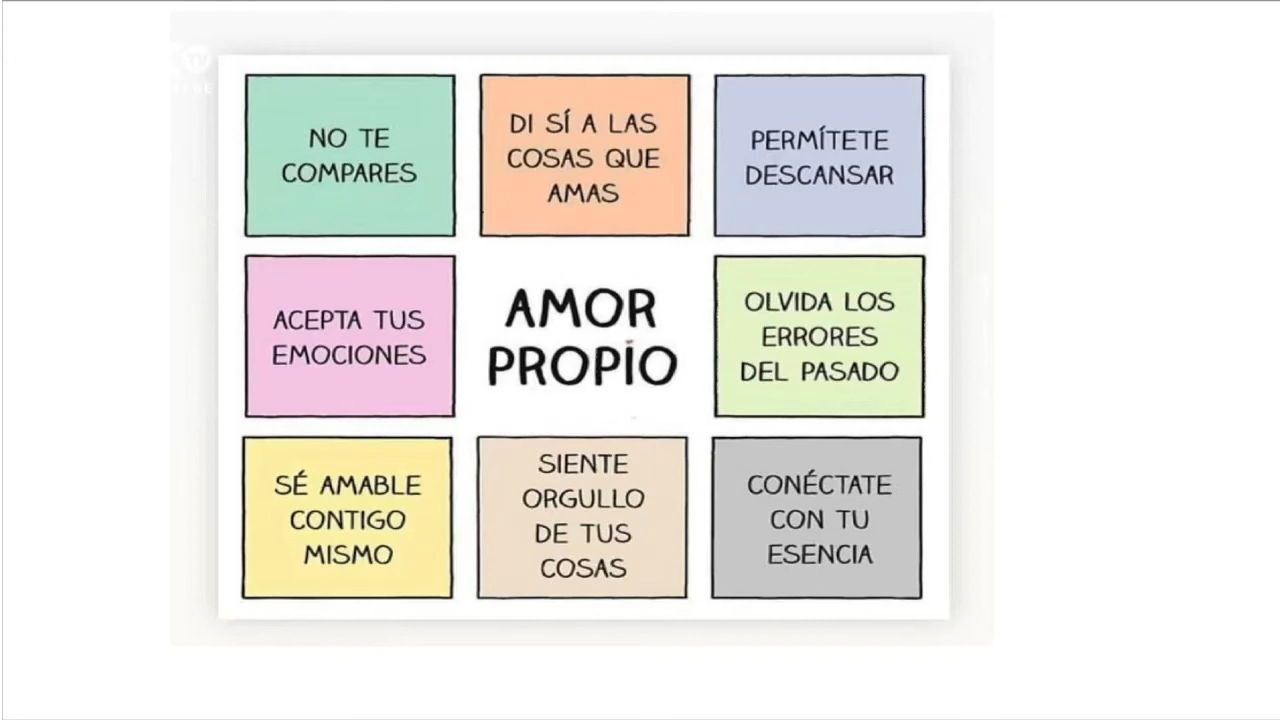 NO TE
COMPARES
DI SÍ A LAS
COSAS QUE
AMAS
PERMÍTETE
DESCANSAR
ACEPTA TUS
EMOCIONES
AMOR
PROPIO
OLVIDA LOS
ERRORES
DEL PASADO
SÉ AMABLE
CONTIGO
MISMO
SIENTE
ORGULLO
DE TUS
COSAS
CONÉCTATE
CON TU
ESENCIA